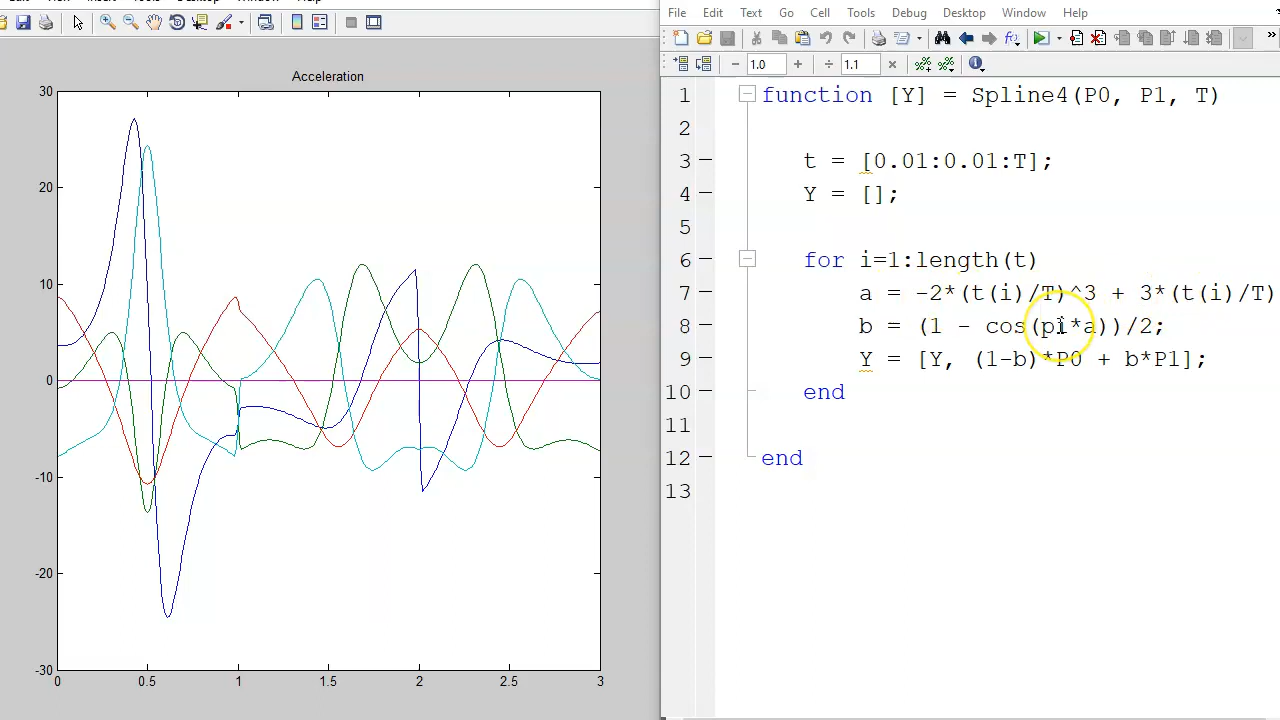 Acceleration
30
20
10
0
-10
-20
-30
0
0.5
1
1.5
2
2.5
3
File Edit Text Go Cell Tools Debug Desktop Window Help
1.0
1.1
1 function [Y] = Spline4(P0, P1, T)
2
3 t = [0.01:0.01:T];
4 Y = [];
5
6 for i=1:length(t)
7 a = -2*(t(i)/T)^3 + 3*(t(i)/T)
8 b = (1 - cos(pi*a))/2;
9 Y = [Y, (1-b)*P0 + b*P1];
10 end
11
12 end
13